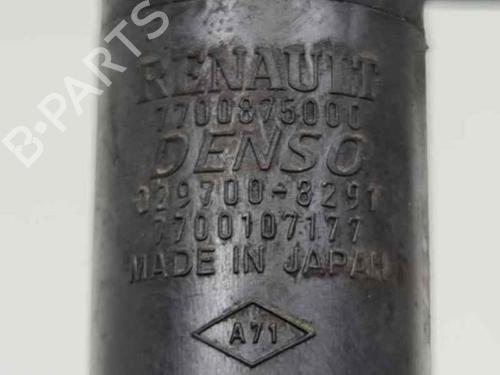 B-PARTS
RENAULT
7700875000
DENSO
029700-8291
7700107177
MADE IN JAPAN
A71